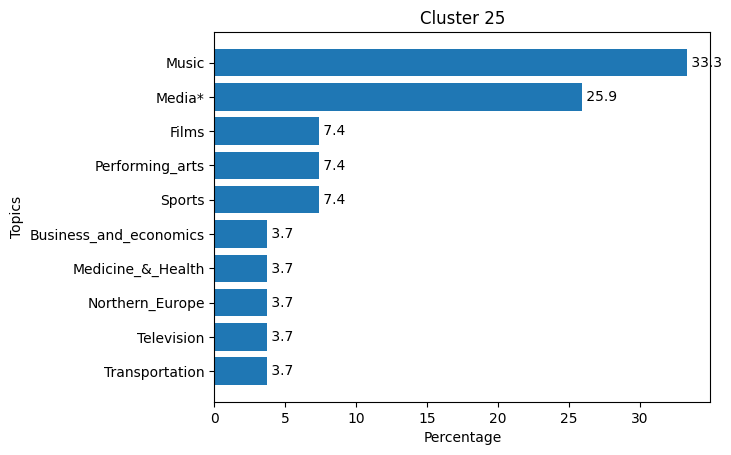 Cluster 25
Topics
Music 33.3
Media* 25.9
Films 7.4
Performing_arts 7.4
Sports 7.4
Business_and_economics 3.7
Medicine_&_Health 3.7
Northern_Europe 3.7
Television 3.7
Transportation 3.7
0 5 10 15 20 25 30
Percentage